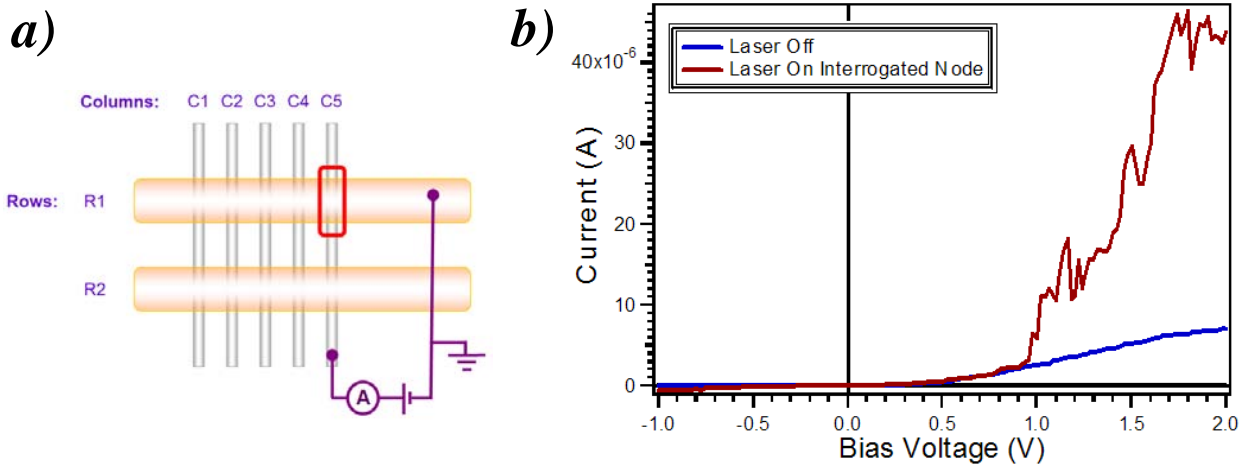 a)
Columns: C1 C2 C3 C4 C5
Rows: R1
R2
A
b)
Laser Off
Laser On Interrogated Node
40x10⁻⁶
30
20
10
0
Current (A)
-1.0 -0.5 0.0 0.5 1.0 1.5 2.0
Bias Voltage (V)